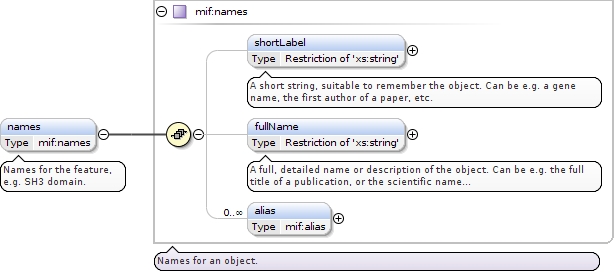 mif:names
shortLabel
Type Restriction of 'xs:string'
A short string, suitable to remember the object. Can be e.g. a gene
name, the first author of a paper, etc.
names
Type mif:names
Names for the feature,
e.g. SH3 domain.
fullName
Type Restriction of 'xs:string'
A full, detailed name or description of the object. Can be e.g. the full
title of a publication, or the scientific name...
0..∞
alias
Type mif:alias
Names for an object.